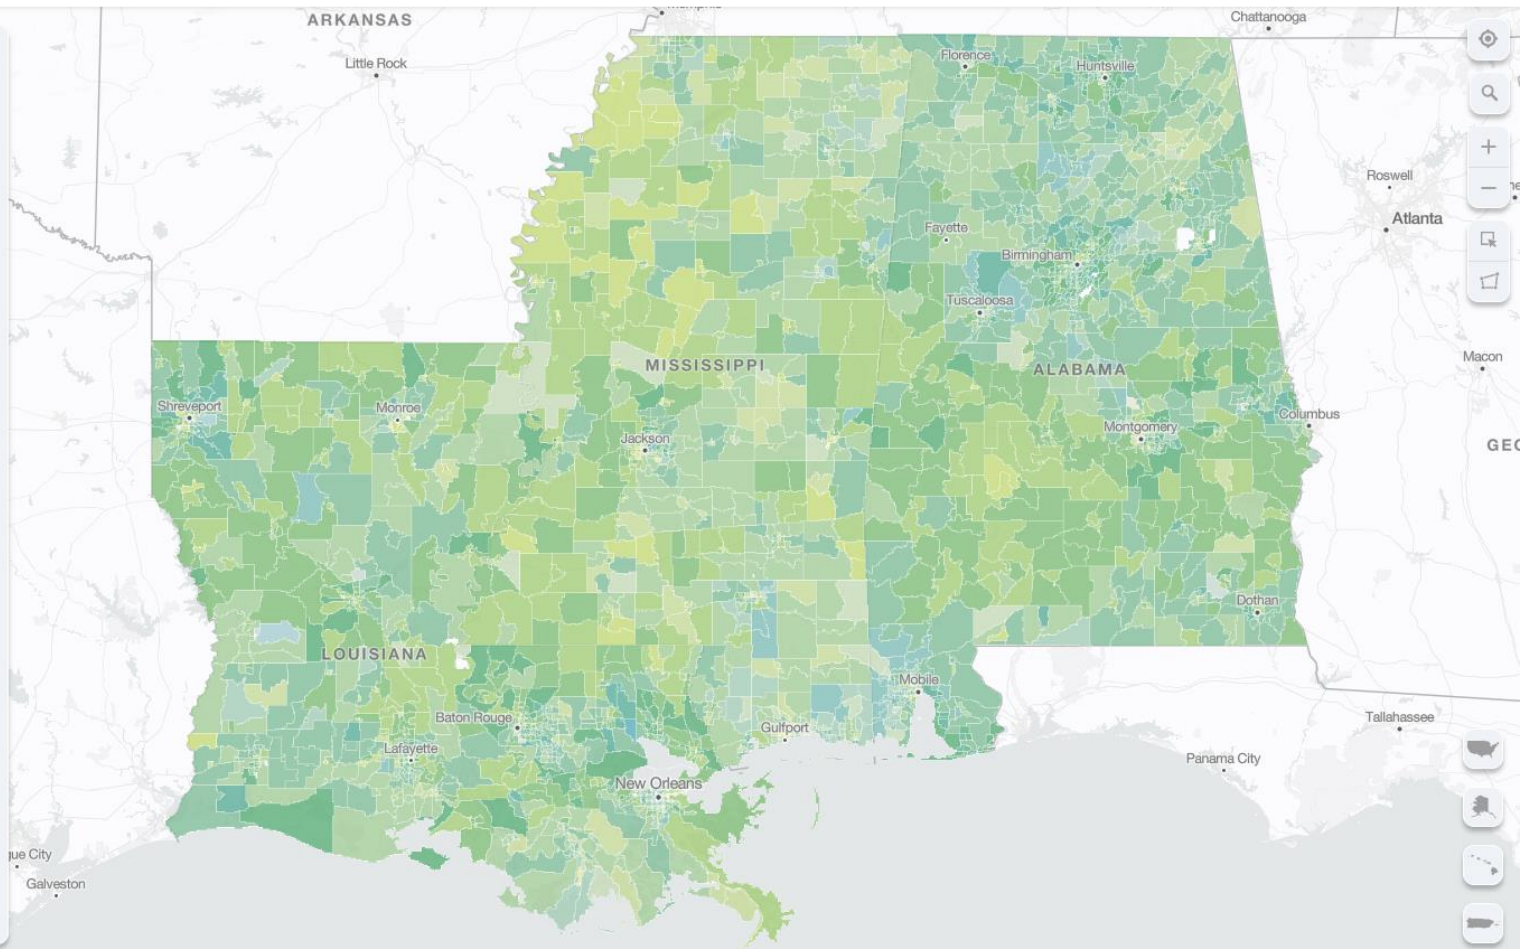 ARKANSAS
Chattanooga
Little Rock
Florence
Huntsville
Roswell
Atlanta
Fayette
Birmingham
Tuscaloosa
MISSISSIPPI
ALABAMA
Macon
Shreveport
Monroe
Columbus
Jackson
Montgomery
Dothan
LOUISIANA
Mobile
Baton Rouge
Gulfport
Tallahassee
Lafayette
Panama City
New Orleans
Galveston